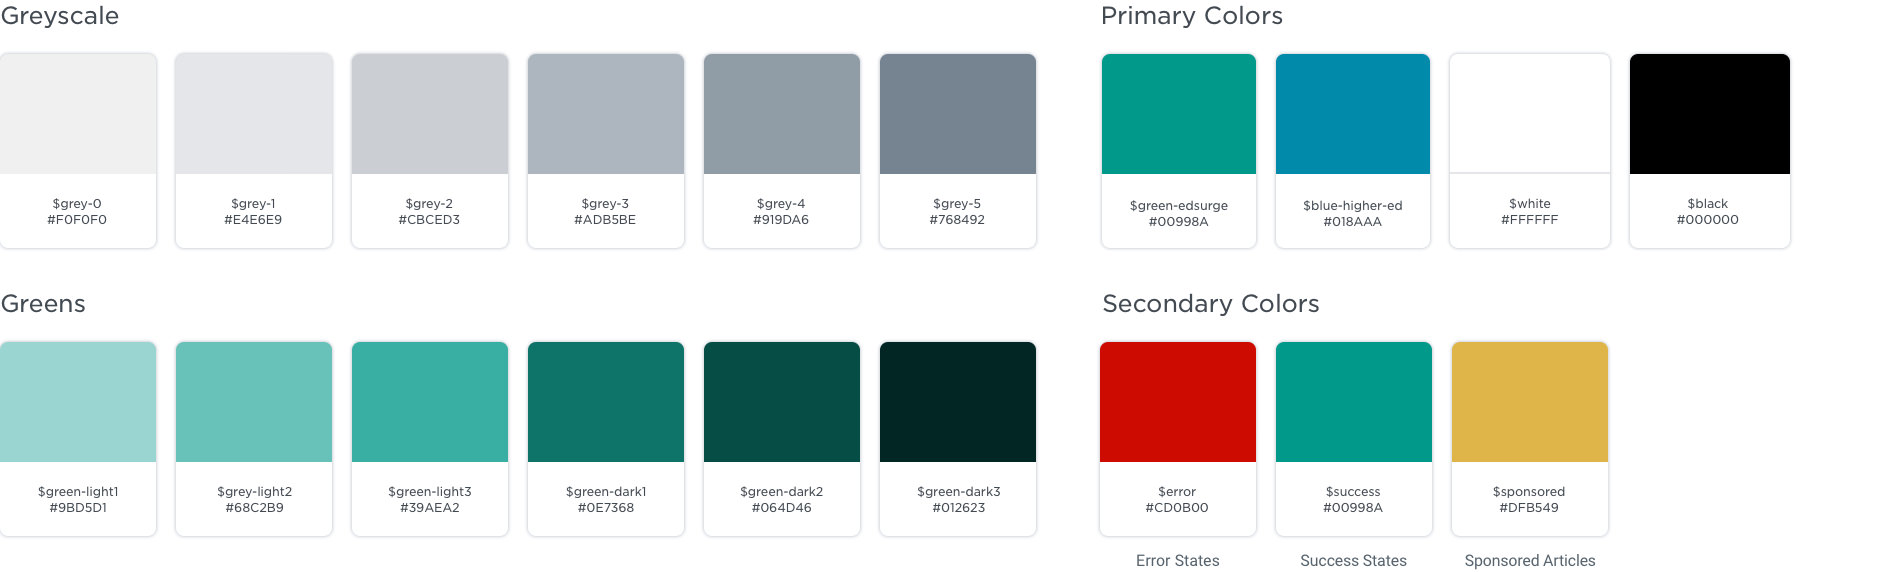 Greyscale
$grey-0
#F0F0F0
$grey-1
#E4E6E9
$grey-2
#CBCED3
$grey-3
#ADB5BE
$grey-4
#919DA6
$grey-5
#768492
Primary Colors
$green-edsurge
#00998A
$blue-higher-ed
#018AAA
$white
#FFFFFF
$black
#000000
Greens
$green-light1
#9BD5D1
$grey-light2
#68C2B9
$green-light3
#39AEA2
$green-dark1
#0E7368
$green-dark2
#064D46
$green-dark3
#012623
Secondary Colors
$error
#CD0B00
Error States
$success
#00998A
Success States
$sponsored
#DFB549
Sponsored Articles